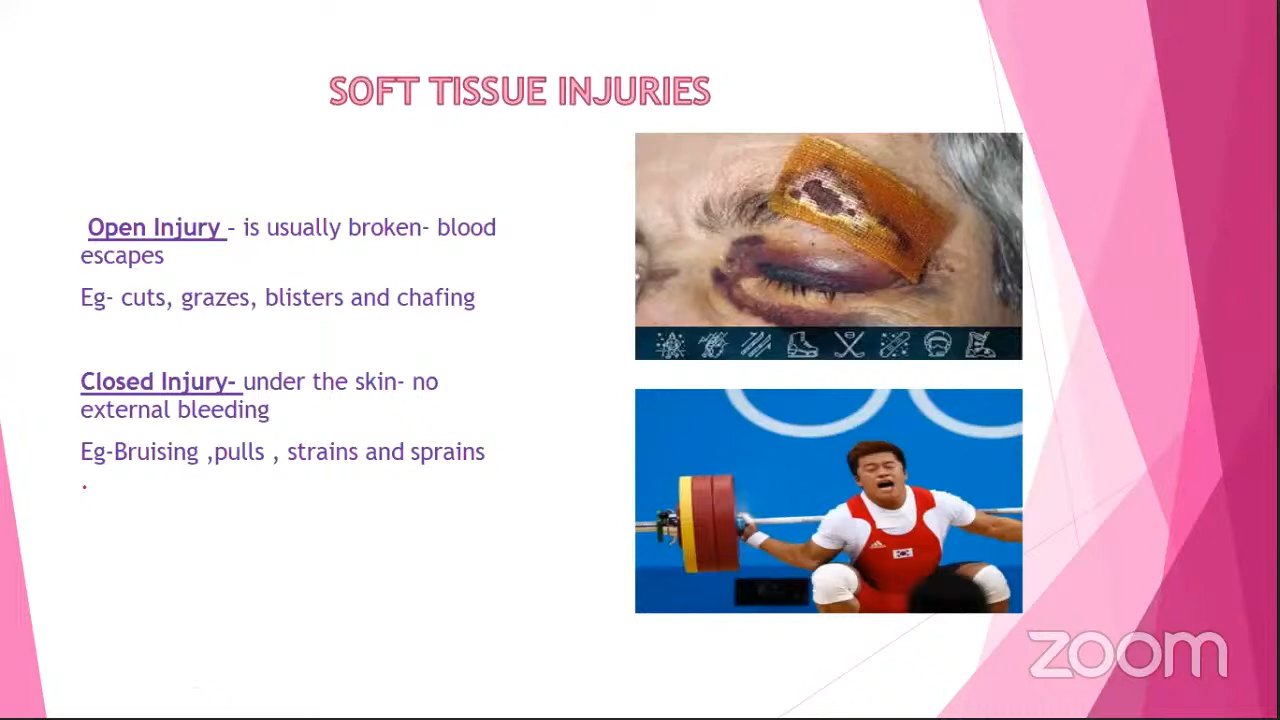 SOFT TISSUE INJURIES
Open Injury - is usually broken- blood
escapes
Eg- cuts, grazes, blisters and chafing
Closed Injury- under the skin- no
external bleeding
Eg-Bruising ,pulls , strains and sprains
.
zoom